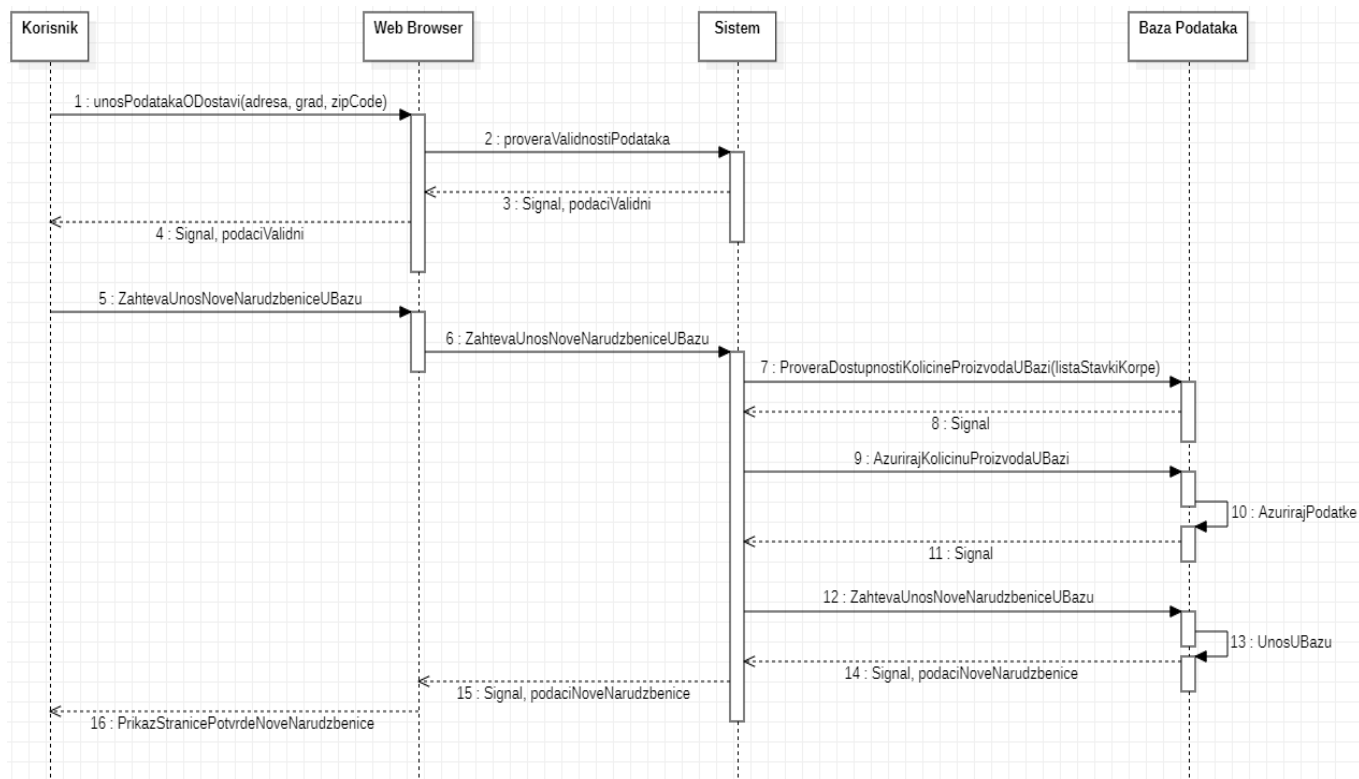 Korisnik
Web Browser
Sistem
Baza Podataka
1 : unosPodatakaODostavi(adresa, grad, zipCode)
2 : proveraValidnostiPodataka
3 : Signal, podaciValidni
4 : Signal, podaciValidni
5 : ZahtevaUnosNoveNarudzbeniceUBazu
6 : ZahtevaUnosNoveNarudzbeniceUBazu
7 : ProveraDostupnostiKolicineProizvodaUBazi(listaStavkiKorpe)
8 : Signal
9 : AzurirajKolicinuProizvodaUBazi
10 : AzurirajPodatke
11 : Signal
12 : ZahtevaUnosNoveNarudzbeniceUBazu
13 : UnosUBazu
14 : Signal, podaciNoveNarudzbenice
15 : Signal, podaciNoveNarudzbenice
16 : PrikazStranicePotvrdeNoveNarudzbenice